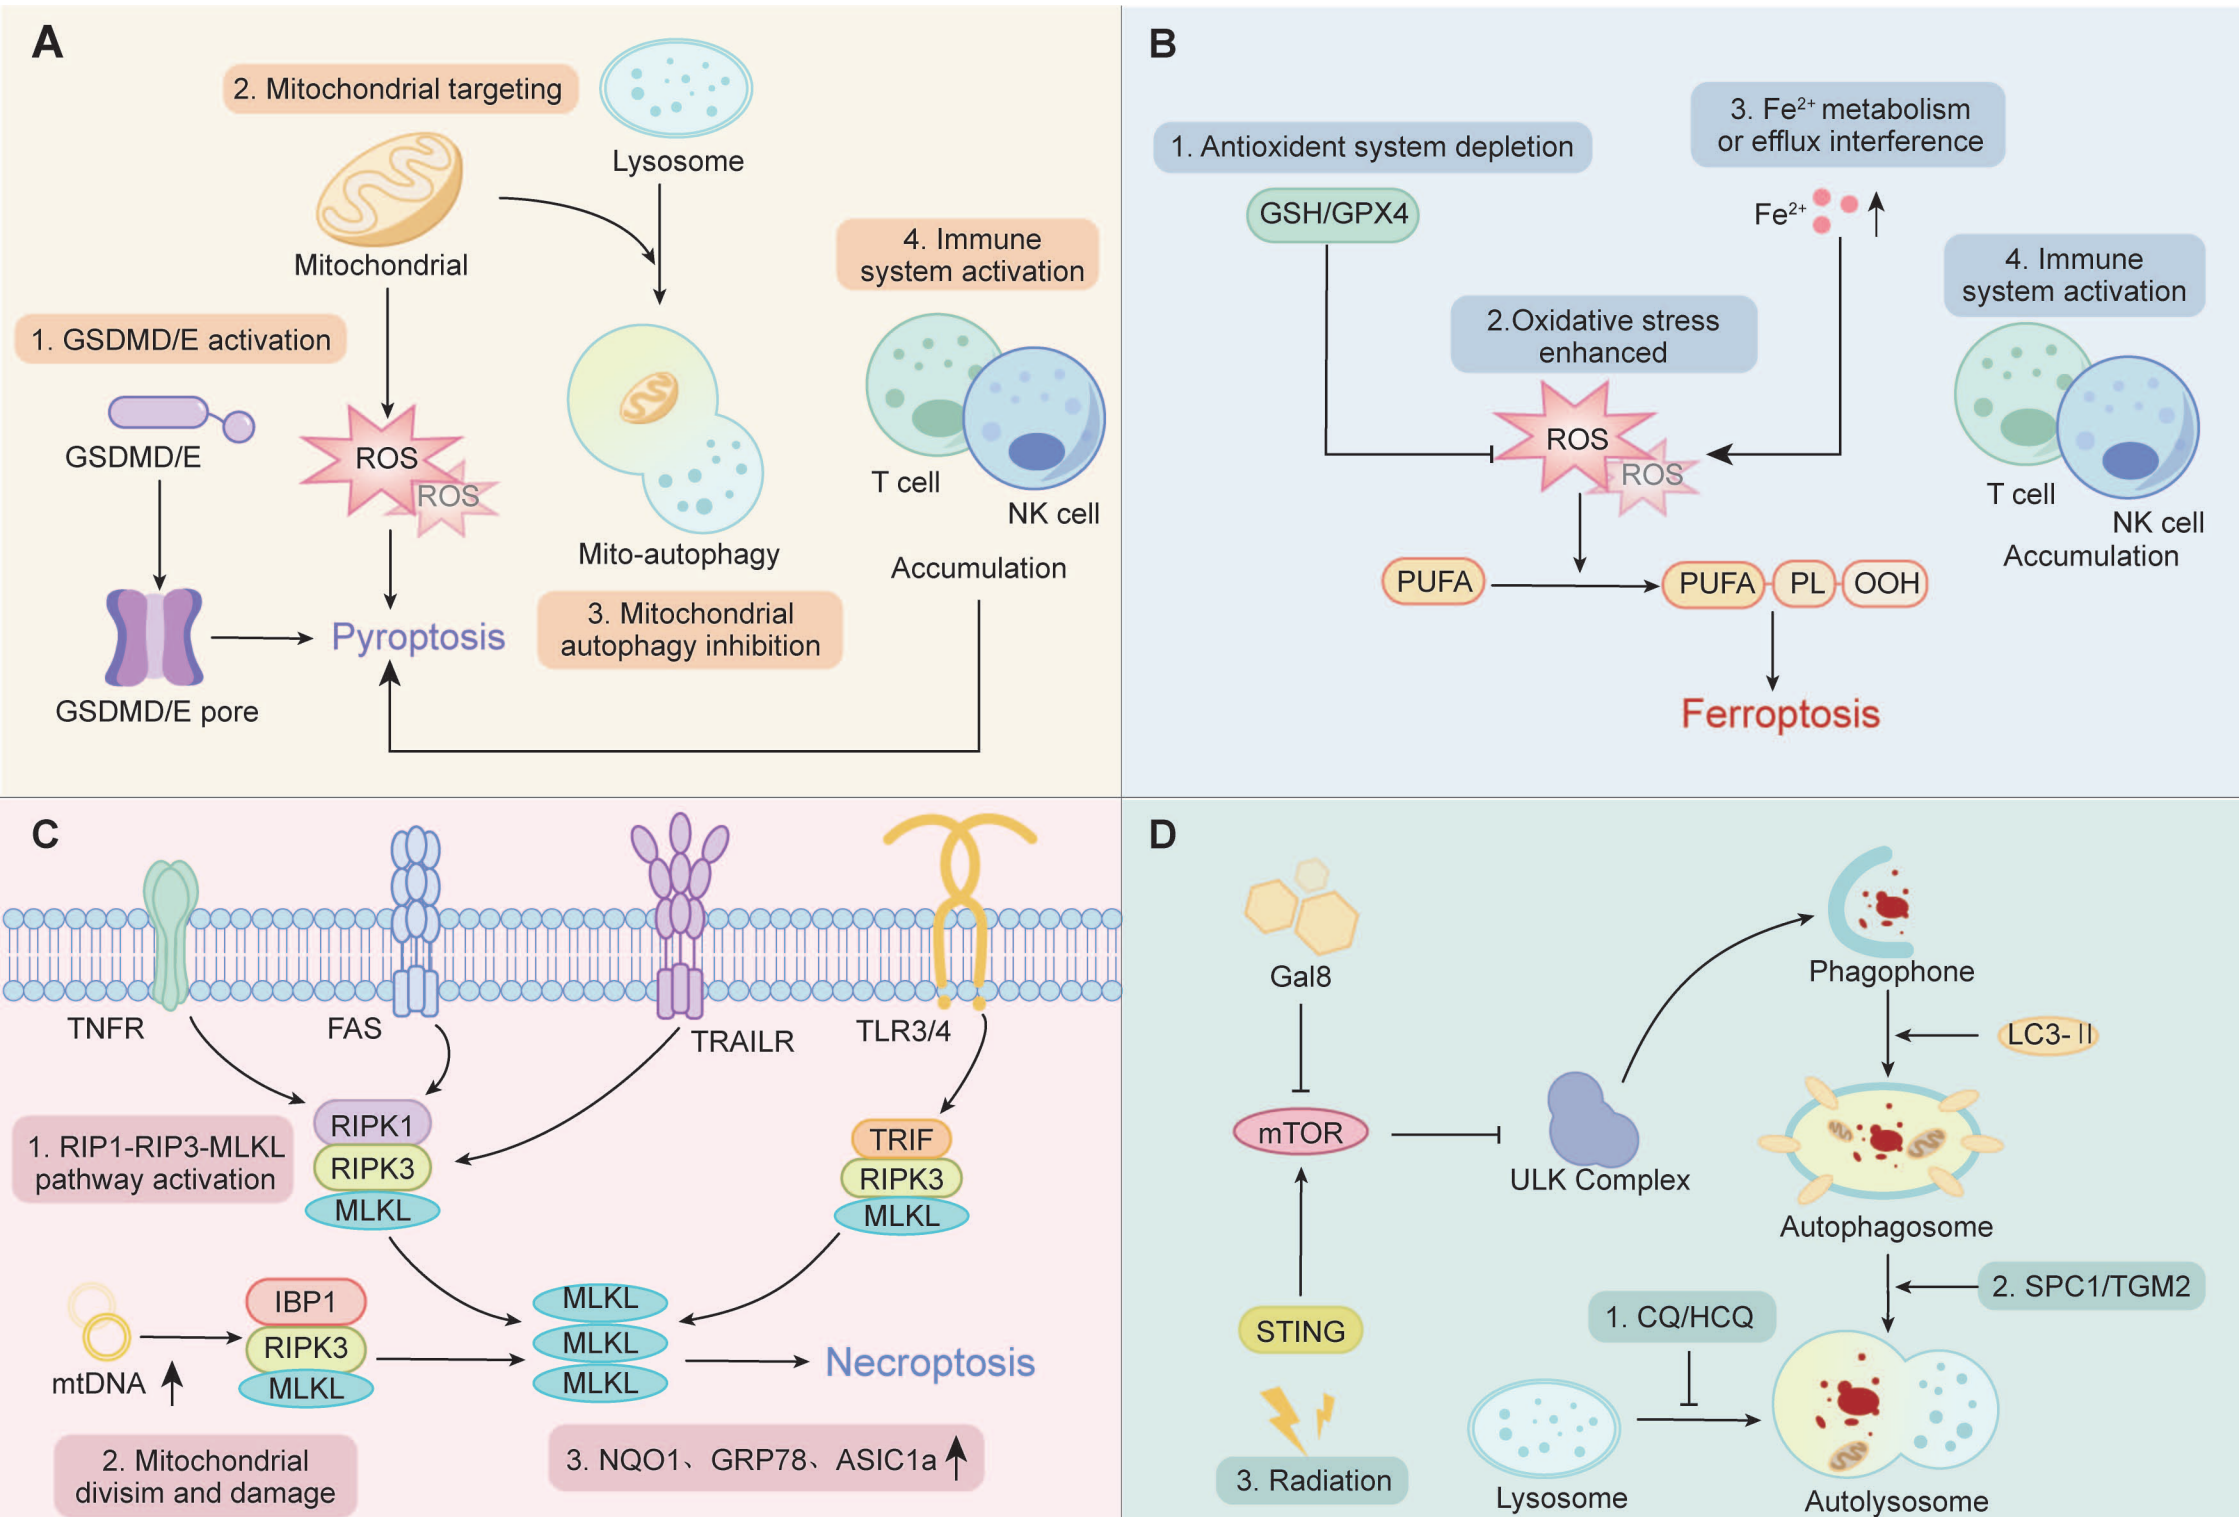 A
2. Mitochondrial targeting
Lysosome
Mitochondrial
4. Immune
system activation
1. GSDMD/E activation
GSDMD/E
ROS
ROS
T cell
NK cell
Mito-autophagy
Accumulation
3. Mitochondrial
autophagy inhibition
Pyroptosis
GSDMD/E pore
B
3. Fe²⁺ metabolism
or efflux interference
1. Antioxident system depletion
GSH/GPX4
Fe²⁺
4. Immune
system activation
2.Oxidative stress
enhanced
ROS
ROS
T cell
NK cell
Accumulation
PUFA
PUFA
PL
OOH
Ferroptosis
C
TNFR
FAS
TRAILR
TLR3/4
RIPK1
RIPK3
MLKL
1. RIP1-RIP3-MLKL
pathway activation
TRIF
RIPK3
MLKL
IBP1
RIPK3
MLKL
mtDNA
MLKL
MLKL
MLKL
Necroptosis
2. Mitochondrial
divisim and damage
3. NQO1、GRP78、ASIC1a
D
Gal8
Phagophone
LC3-II
mTOR
ULK Complex
Autophagosome
2. SPC1/TGM2
1. CQ/HCQ
STING
3. Radiation
Lysosome
Autolysosome